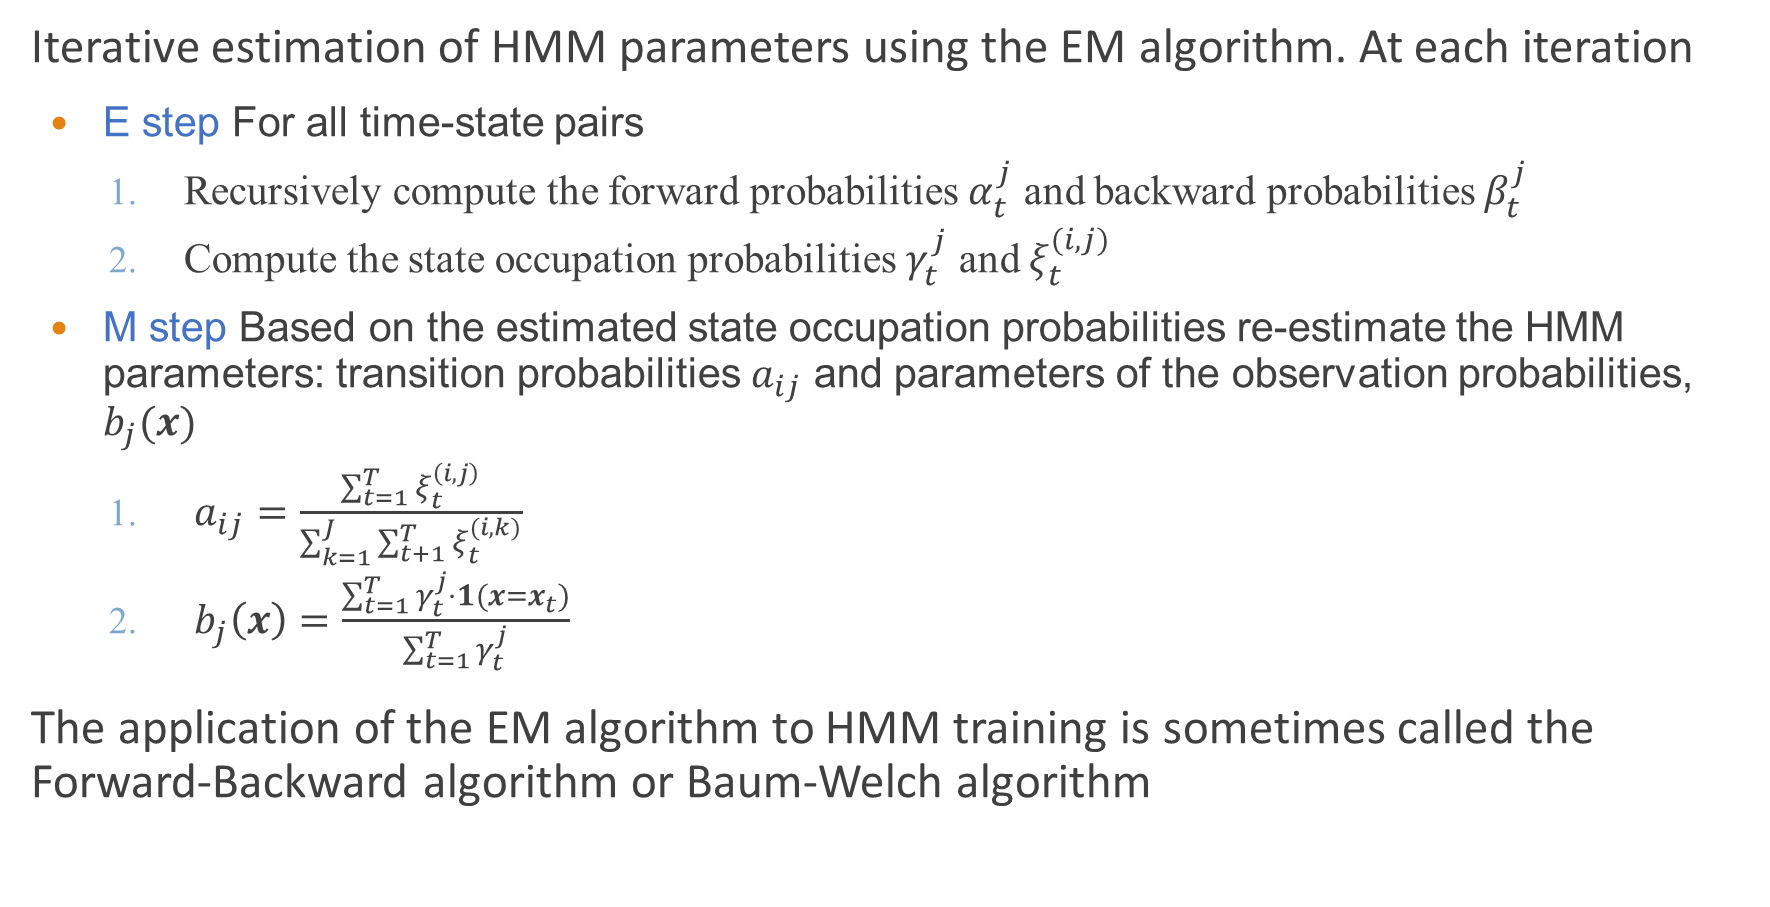 Iterative estimation of HMM parameters using the EM algorithm. At each iteration
• E step For all time-state pairs
1. Recursively compute the forward probabilities α_t^j and backward probabilities β_t^j
2. Compute the state occupation probabilities γ_t^j and ξ_t^(i,j)
• M step Based on the estimated state occupation probabilities re-estimate the HMM
parameters: transition probabilities a_ij and parameters of the observation probabilities,
b_j(x)
1. a_ij = (∑_{t=1}^T ξ_t^(i,j)) / (∑_{k=1}^J ∑_{t+1}^T ξ_t^(i,k))
2. b_j(x) = (∑_{t=1}^T γ_t^j · 1(x=x_t)) / (∑_{t=1}^T γ_t^j)
The application of the EM algorithm to HMM training is sometimes called the
Forward-Backward algorithm or Baum-Welch algorithm